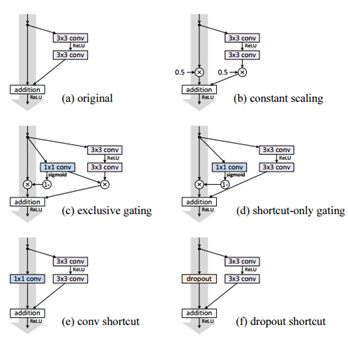 3x3 conv
ReLU
3x3 conv
addition
ReLU
(a) original
3x3 conv
ReLU
3x3 conv
0.5
0.5
addition
ReLU
(b) constant scaling
3x3 conv
ReLU
1x1 conv
3x3 conv
sigmoid
1-
addition
ReLU
(c) exclusive gating
3x3 conv
ReLU
1x1 conv
3x3 conv
sigmoid
1-
addition
ReLU
(d) shortcut-only gating
3x3 conv
ReLU
1x1 conv
3x3 conv
addition
ReLU
(e) conv shortcut
3x3 conv
ReLU
dropout
3x3 conv
addition
ReLU
(f) dropout shortcut